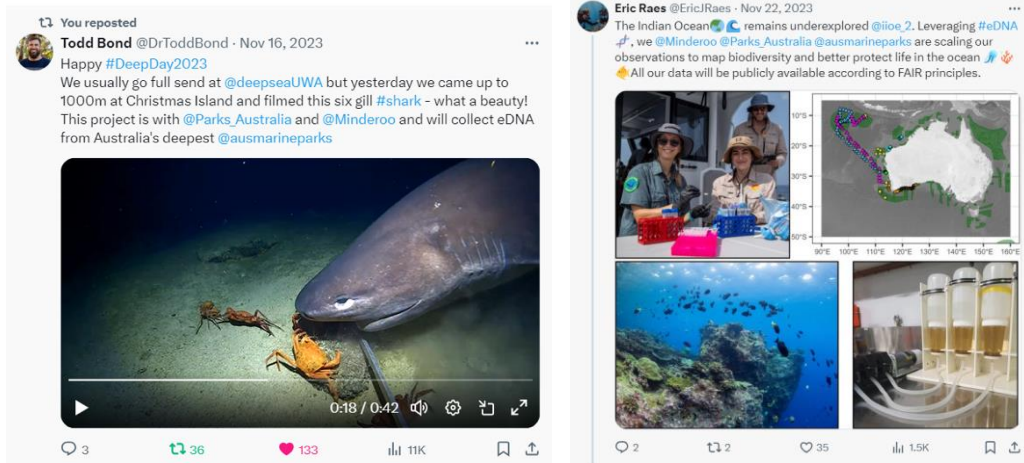 You reposted
Todd Bond @DrToddBond · Nov 16, 2023
Happy #DeepDay2023
We usually go full send at @deepseaUWA but yesterday we came up to
1000m at Christmas Island and filmed this six gill #shark - what a beauty!
This project is with @Parks_Australia and @Minderoo and will collect eDNA
from Australia's deepest @ausmarineparks
0:18 / 0:42
3 36 133 11K
Eric Raes @EricJRaes · Nov 22, 2023
The Indian Ocean remains underexplored @iioe_2. Leveraging #eDNA
, we @Minderoo @Parks_Australia @ausmarineparks are scaling our
observations to map biodiversity and better protect life in the ocean
All our data will be publicly available according to FAIR principles.
10°S
20°S
30°S
40°S
50°S
90°E 100°E 110°E 120°E 130°E 140°E 150°E 160°E
2 2 35 1.5K